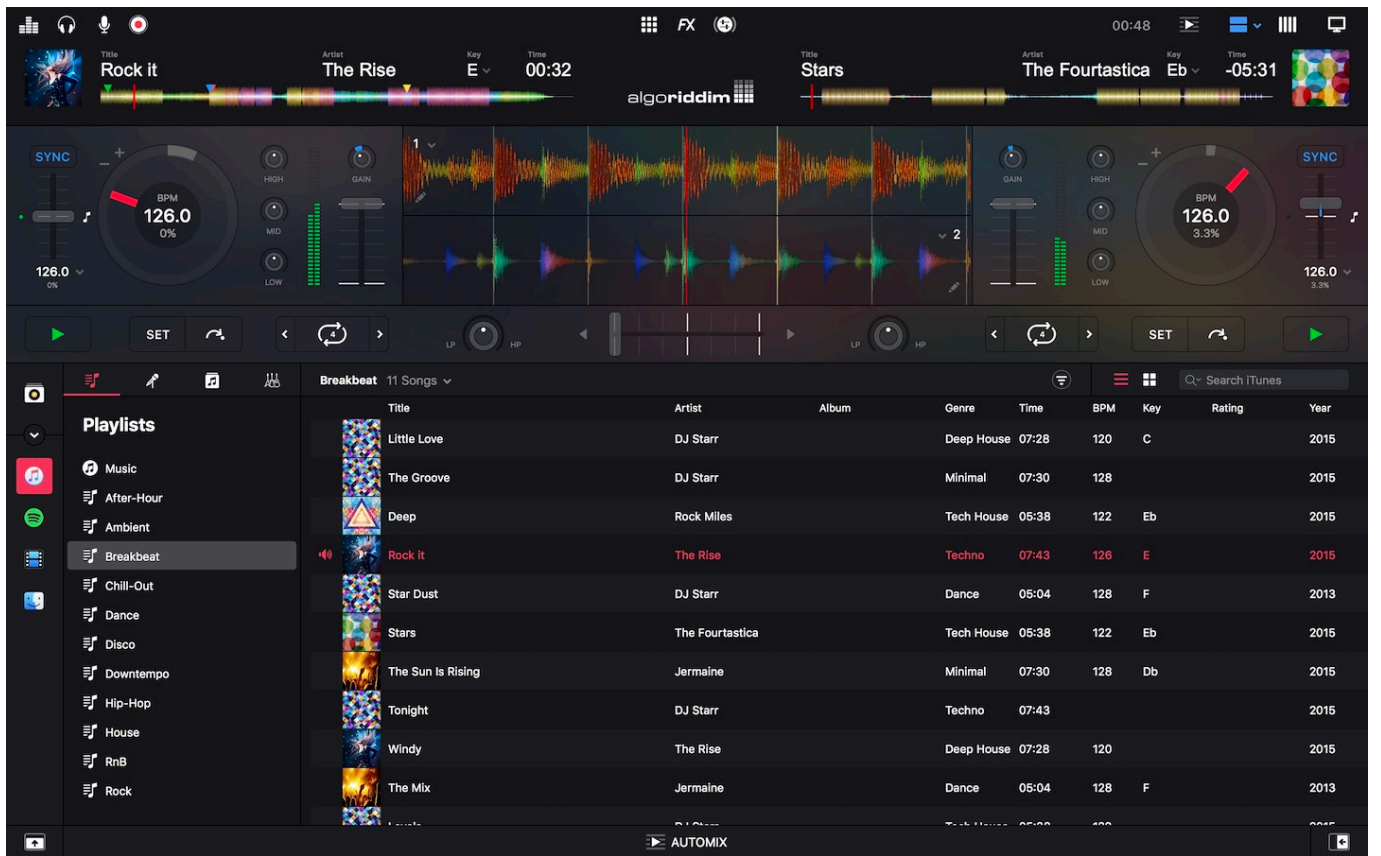 FX
00:48
Title Artist Key Time
Rock it The Rise E 00:32
Title Artist Key Time
Stars The Fourtastica Eb -05:31
algoriddim
SYNC
BPM
126.0
0%
126.0
0%
HIGH
MID
LOW
GAIN
1
2
GAIN
HIGH
MID
LOW
BPM
126.0
3.3%
SYNC
126.0
3.3%
SET 4 LP HP LP HP 4 SET
Breakbeat 11 Songs Search iTunes
Playlists
Music
After-Hour
Ambient
Breakbeat
Chill-Out
Dance
Disco
Downtempo
Hip-Hop
House
RnB
Rock
Title Artist Album Genre Time BPM Key Rating Year
Little Love DJ Starr Deep House 07:28 120 C 2015
The Groove DJ Starr Minimal 07:30 128 2015
Deep Rock Miles Tech House 05:38 122 Eb 2015
Rock it The Rise Techno 07:43 126 E 2015
Star Dust DJ Starr Dance 05:04 128 F 2013
Stars The Fourtastica Tech House 05:38 122 Eb 2015
The Sun Is Rising Jermaine Minimal 07:30 128 Db 2015
Tonight DJ Starr Techno 07:43 2015
Windy The Rise Deep House 07:28 120 2015
The Mix Jermaine Dance 05:04 128 F 2013
AUTOMIX